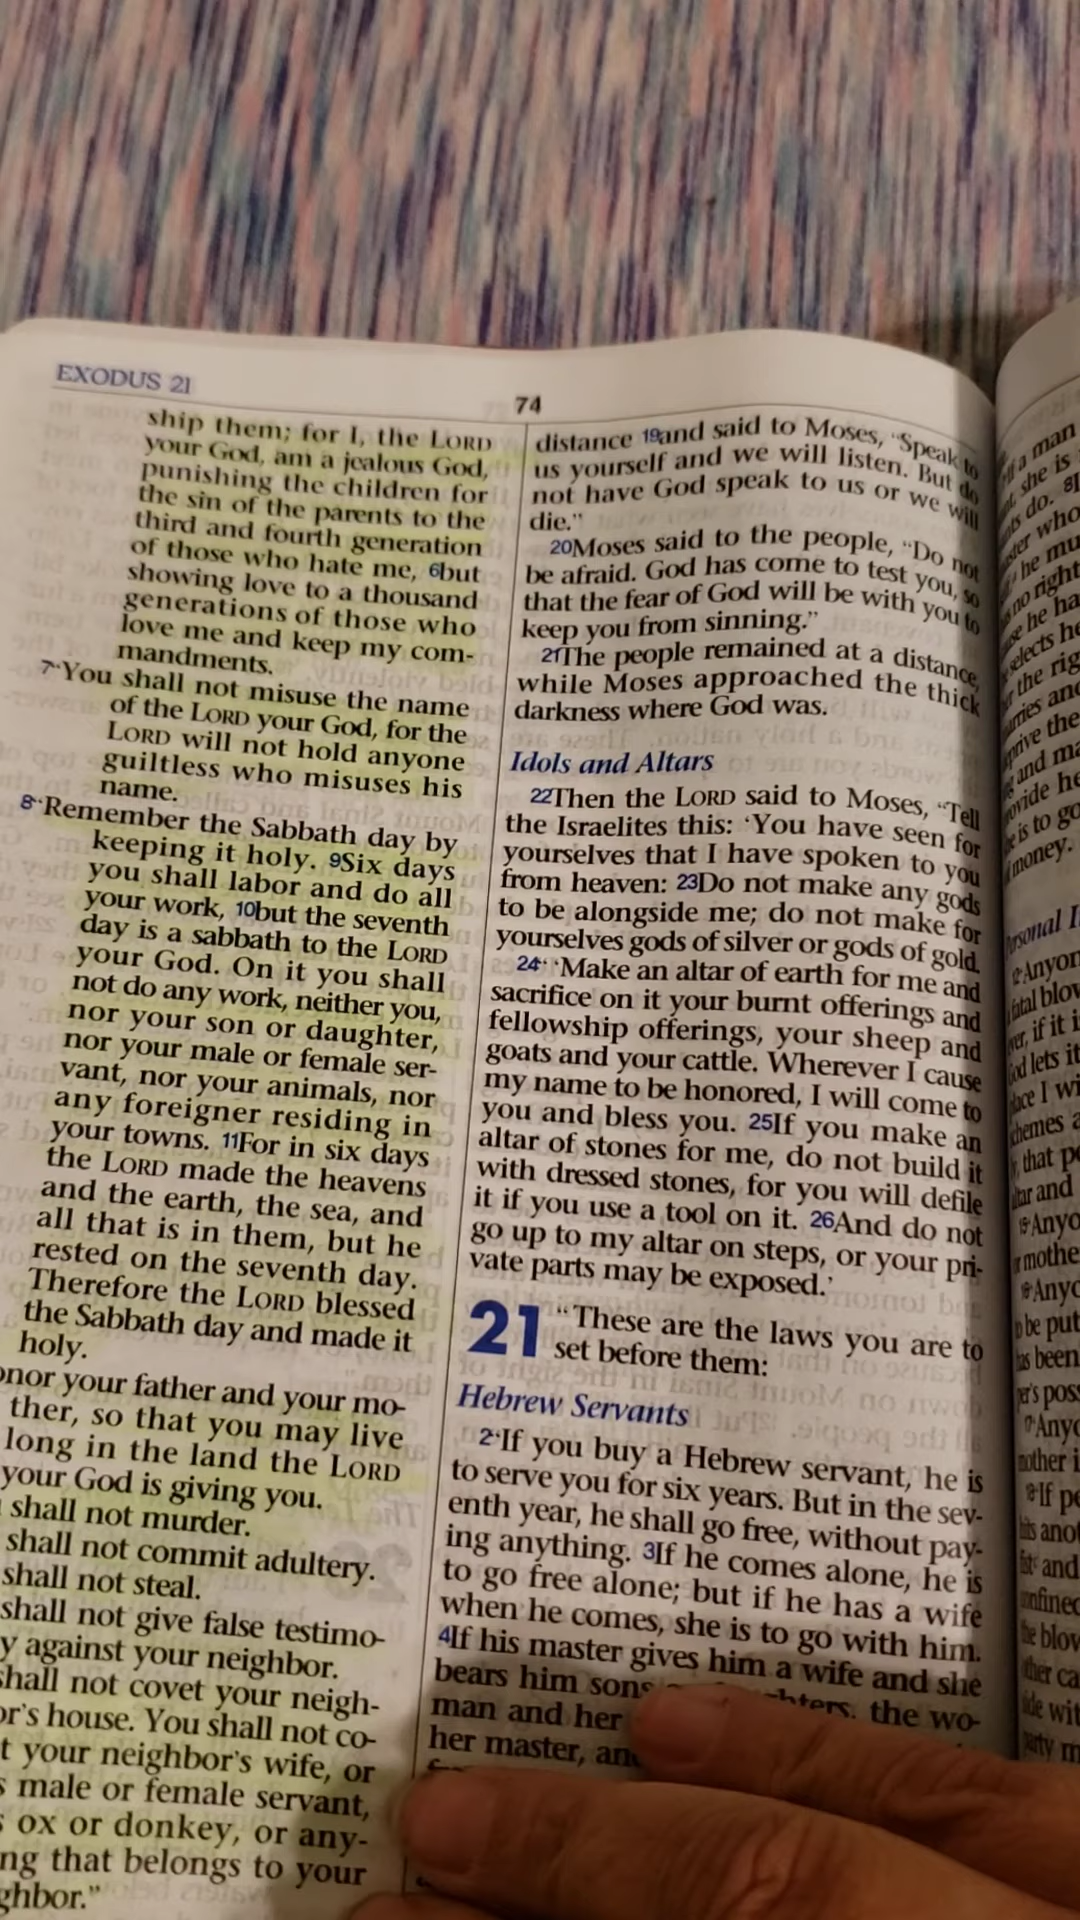 EXODUS 21
74
ship them; for I, the LORD
your God, am a jealous God,
punishing the children for
the sin of the parents to the
third and fourth generation
of those who hate me, 6but
showing love to a thousand
generations of those who
love me and keep my com-
mandments.
7"You shall not misuse the name
of the LORD your God, for the
LORD will not hold anyone
guiltless who misuses his
name.
8"Remember the Sabbath day by
keeping it holy. 9Six days
you shall labor and do all
your work, 10but the seventh
day is a sabbath to the LORD
your God. On it you shall
not do any work, neither you,
nor your son or daughter,
nor your male or female ser-
vant, nor your animals, nor
any foreigner residing in
your towns. 11For in six days
the LORD made the heavens
and the earth, the sea, and
all that is in them, but he
rested on the seventh day.
Therefore the LORD blessed
the Sabbath day and made it
holy.
onor your father and your mo-
ther, so that you may live
long in the land the LORD
your God is giving you.
shall not murder.
shall not commit adultery.
shall not steal.
shall not give false testimo-
y against your neighbor.
shall not covet your neigh-
or's house. You shall not co-
t your neighbor's wife, or
s male or female servant,
s ox or donkey, or any-
ng that belongs to your
ghbor."
distance 19and said to Moses, "Speak to
us yourself and we will listen. But do
not have God speak to us or we will
die."
20Moses said to the people, "Do not
be afraid. God has come to test you, so
that the fear of God will be with you to
keep you from sinning."
21The people remained at a distance,
while Moses approached the thick
darkness where God was.
Idols and Altars
22Then the LORD said to Moses, "Tell
the Israelites this: 'You have seen for
yourselves that I have spoken to you
from heaven: 23Do not make any gods
to be alongside me; do not make for
yourselves gods of silver or gods of gold.
24" 'Make an altar of earth for me and
sacrifice on it your burnt offerings and
fellowship offerings, your sheep and
goats and your cattle. Wherever I cause
my name to be honored, I will come to
you and bless you. 25If you make an
altar of stones for me, do not build it
with dressed stones, for you will defile
it if you use a tool on it. 26And do not
go up to my altar on steps, or your pri-
vate parts may be exposed.'
21 "These are the laws you are to
set before them:
Hebrew Servants
2"If you buy a Hebrew servant, he is
to serve you for six years. But in the sev-
enth year, he shall go free, without pay-
ing anything. 3If he comes alone, he is
to go free alone; but if he has a wife
when he comes, she is to go with him.
4If his master gives him a wife and she
bears him sons the wo-
man and her
her master, and